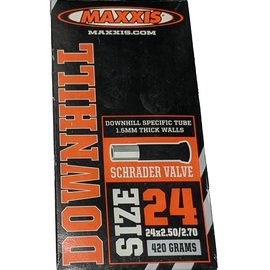 MAXXIS
MAXXIS.COM
DOWNHILL
DOWNHILL SPECIFIC TUBE
1.5MM THICK WALLS
SCHRADER VALVE
SIZE
24
24x2.50/2.70
420 GRAMS